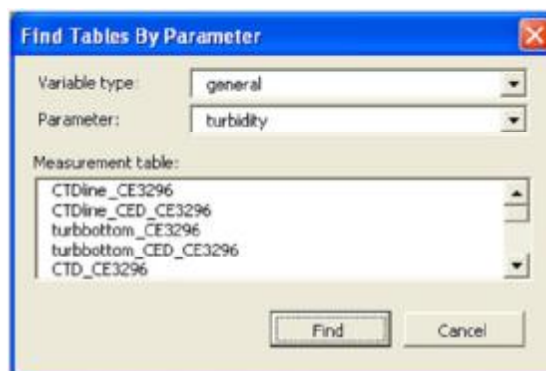 Find Tables By Parameter
Variable type: general
Parameter: turbidity
Measurement table:
CTDline_CE3296
CTDline_CED_CE3296
turbbottom_CE3296
turbbottom_CED_CE3296
CTD_CE3296
Find Cancel